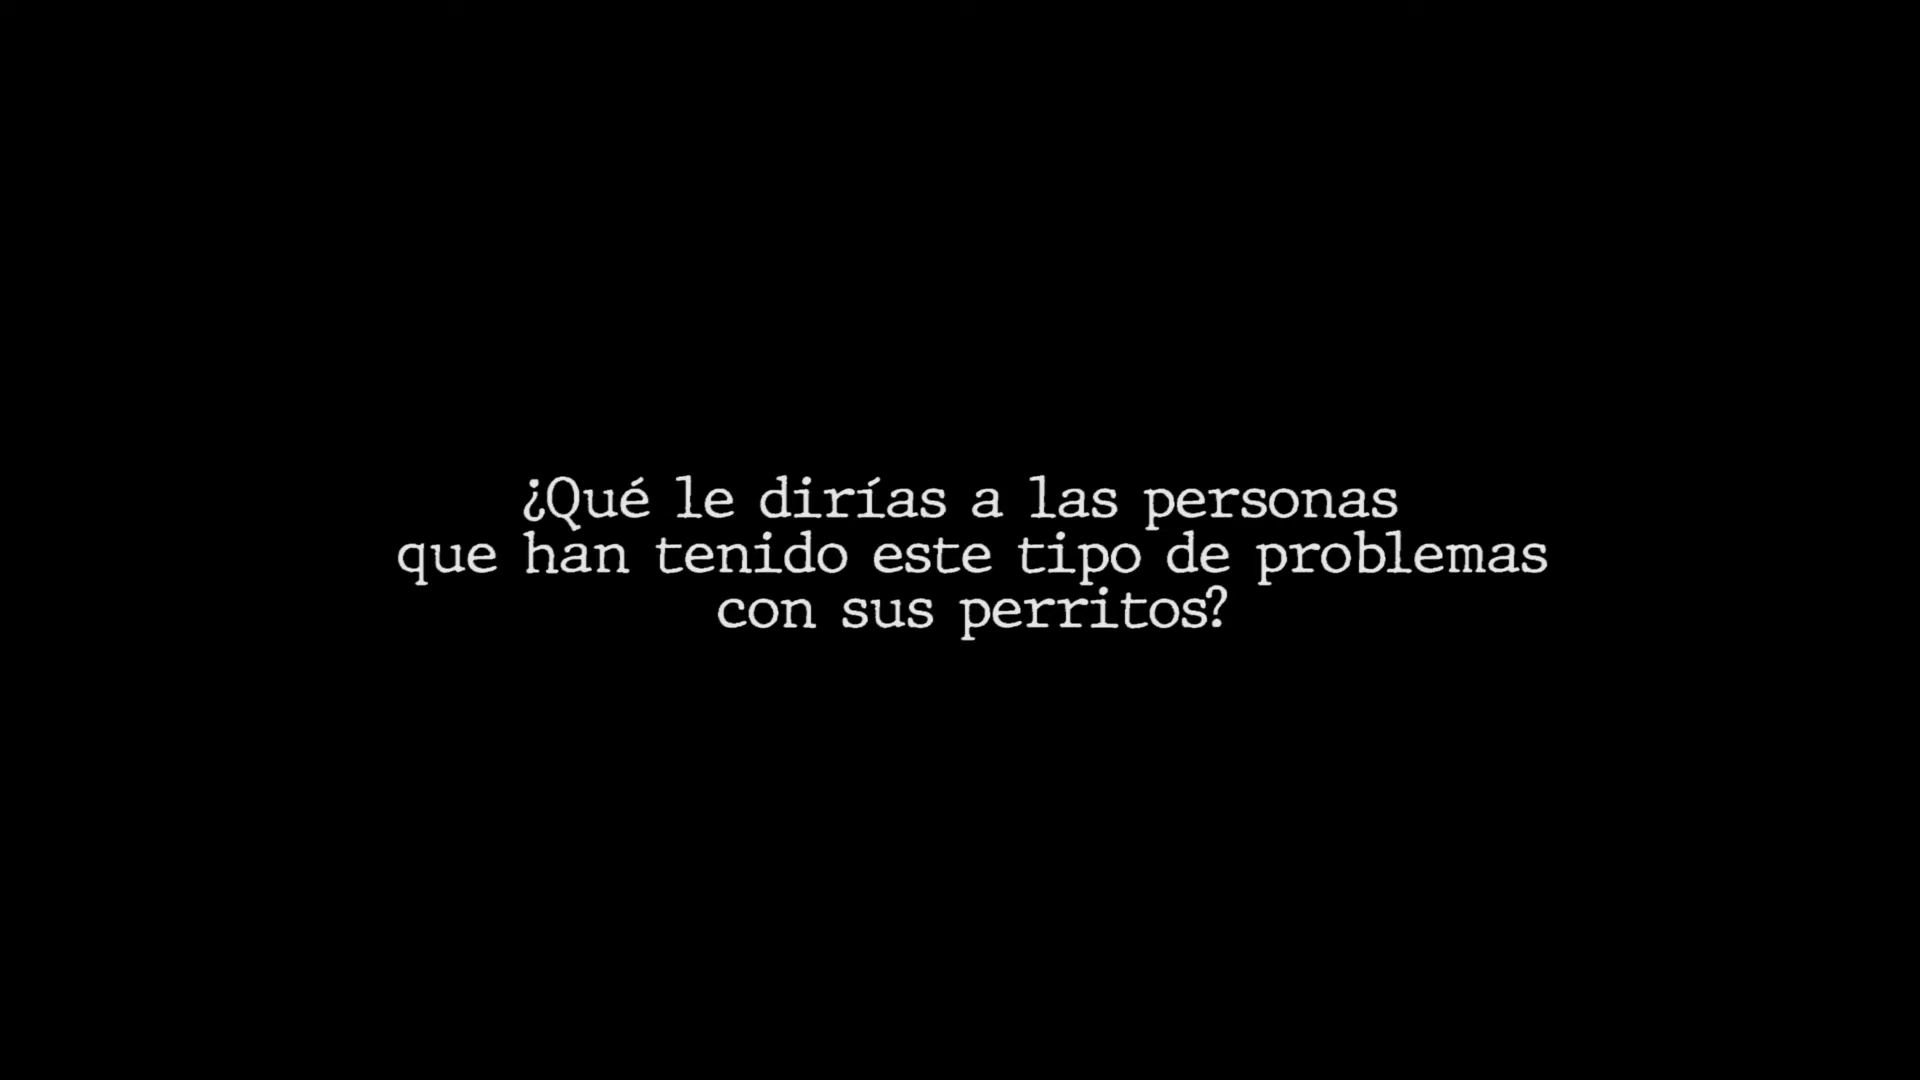 ¿Qué le dirías a las personas
que han tenido este tipo de problemas
con sus perritos?